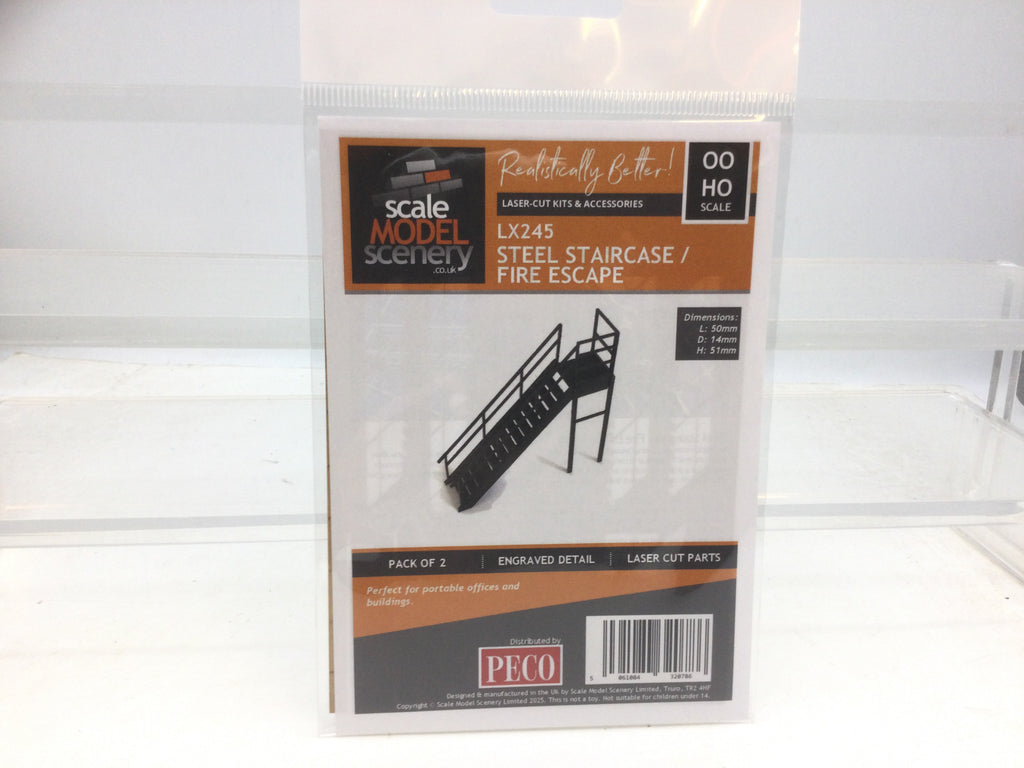 scale
MODEL
scenery
.co.uk
Realistically Better!
LASER-CUT KITS & ACCESSORIES
OO
HO
SCALE
LX245
STEEL STAIRCASE /
FIRE ESCAPE
Dimensions:
L: 50mm
D: 14mm
H: 51mm
PACK OF 2
ENGRAVED DETAIL
LASER CUT PARTS
Perfect for portable offices and
buildings.
Distributed by
PECO
5 061084 320706
Designed & manufactured in the UK by Scale Model Scenery Limited, Truro, TR2 4HF
Copyright © Scale Model Scenery Limited 2025. This is not a toy. Not suitable for children under 14.